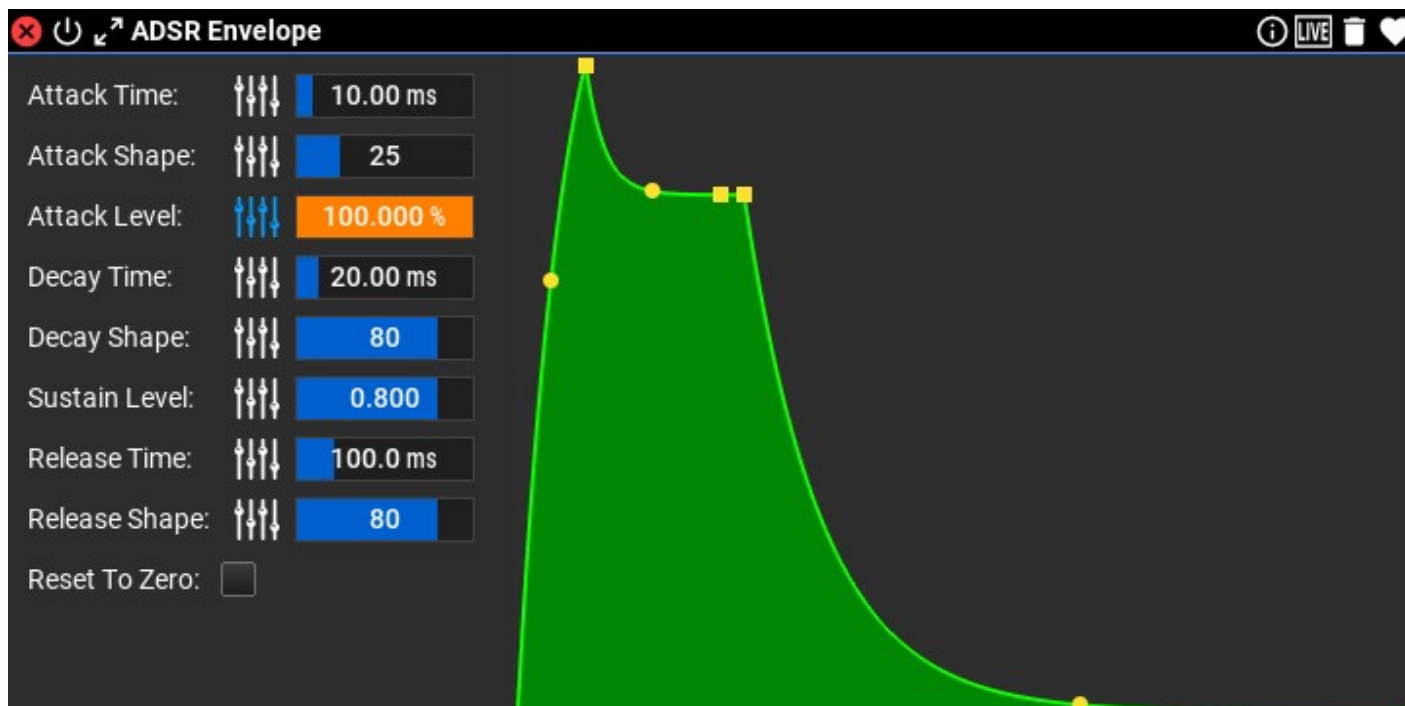 ADSR Envelope LIVE
Attack Time: 10.00 ms
Attack Shape: 25
Attack Level: 100.000 %
Decay Time: 20.00 ms
Decay Shape: 80
Sustain Level: 0.800
Release Time: 100.0 ms
Release Shape: 80
Reset To Zero: